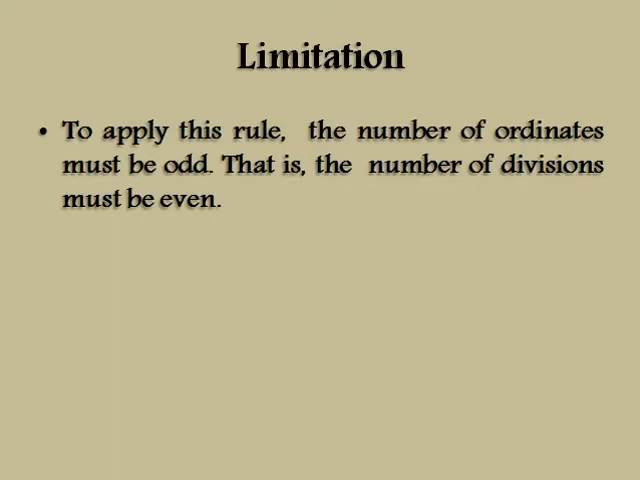 Limitation
• To apply this rule, the number of ordinates
must be odd. That is, the number of divisions
must be even.